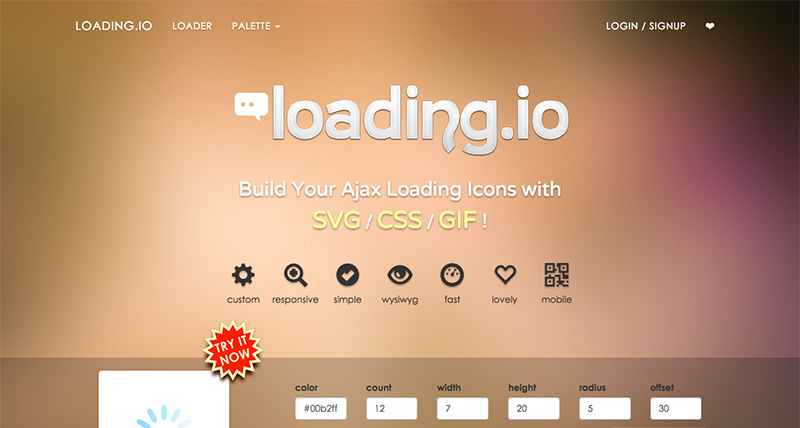 LOADING.IO LOADER PALETTE LOGIN / SIGNUP
loading.io
Build Your Ajax Loading Icons with
SVG / CSS / GIF !
custom responsive simple wysiwyg fast lovely mobile
TRY IT
NOW
color count width height radius offset
#00b2ff 12 7 20 5 30